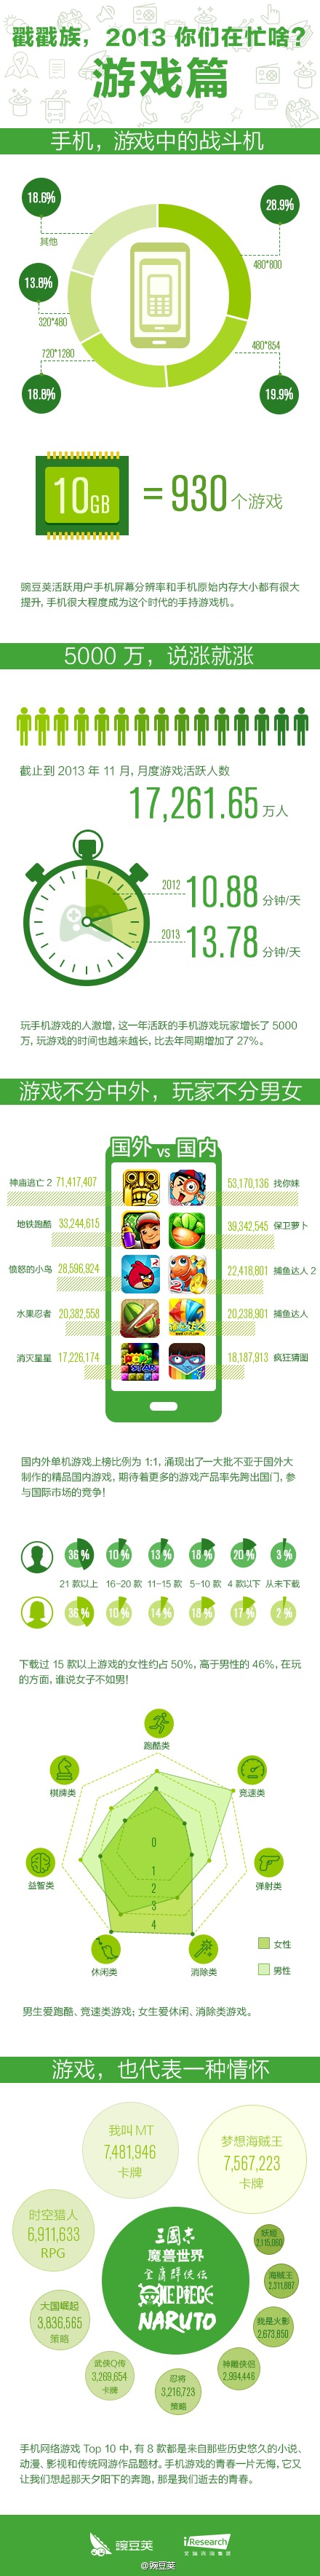 戳戳族，2013 你们在忙啥?
游戏篇
手机，游戏中的战斗机
18.6%
28.9%
其他
480*800
13.8%
320*480
720*1280
480*854
18.8%
19.9%
10GB = 930 个游戏
豌豆荚活跃用户手机屏幕分辨率和手机原始内存大小都有很大
提升, 手机很大程度成为这个时代的手持游戏机。
5000 万，说涨就涨
截止到 2013 年 11 月, 月度游戏活跃人数
17,261.65 万人
2012 10.88 分钟/天
2013 13.78 分钟/天
玩手机游戏的人激增, 这一年活跃的手机游戏玩家增长了 5000
万, 玩游戏的时间也越来越长, 比去年同期增加了 27%。
游戏不分中外，玩家不分男女
国外 VS 国内
神庙逃亡 2 71,417,407
53,170,136 找你妹
地铁跑酷 33,244,615
39,342,545 保卫萝卜
愤怒的小鸟 28,596,924
22,418,801 捕鱼达人 2
水果忍者 20,382,558
20,238,901 捕鱼达人
消灭星星 17,226,174
18,187,913 疯狂猜图
国内外单机游戏上榜比例为 1:1, 涌现出了一大批不亚于国外大
制作的精品国内游戏, 期待着更多的游戏产品率先跨出国门, 参
与国际市场的竞争!
36 % 10 % 13 % 18 % 20 % 3 %
21 款以上 16-20 款 11-15 款 5-10 款 4 款以下 从未下载
38 % 10 % 14 % 18 % 17 % 2 %
下载过 15 款以上游戏的女性约占 50%, 高于男性的 46%, 在玩
的方面, 谁说女子不如男!
跑酷类
棋牌类
竞速类
益智类
弹射类
休闲类
消除类
0
1
2
3
4
女性
男性
男生爱跑酷、竞速类游戏; 女生爱休闲、消除类游戏。
游戏，也代表一种情怀
我叫 MT
7,481,946
卡牌
梦想海贼王
7,567,223
卡牌
时空猎人
6,911,633
RPG
三國志
魔兽世界
金庸群侠传
ONE PIECE
NARUTO
妖姬
2,115,060
海贼王
2,311,887
大国崛起
3,836,565
策略
我是火影
2,673,850
武侠Q传
3,269,654
卡牌
忍将
3,216,723
策略
神雕侠侣
2,994,446
手机网络游戏 Top 10 中, 有 8 款都是来自那些历史悠久的小说、
动漫、影视和传统网游作品题材。手机游戏的青春一片无悔, 它又
让我们想起那天夕阳下的奔跑, 那是我们逝去的青春。
豌豆荚
iResearch
艾瑞咨询集团
@豌豆荚